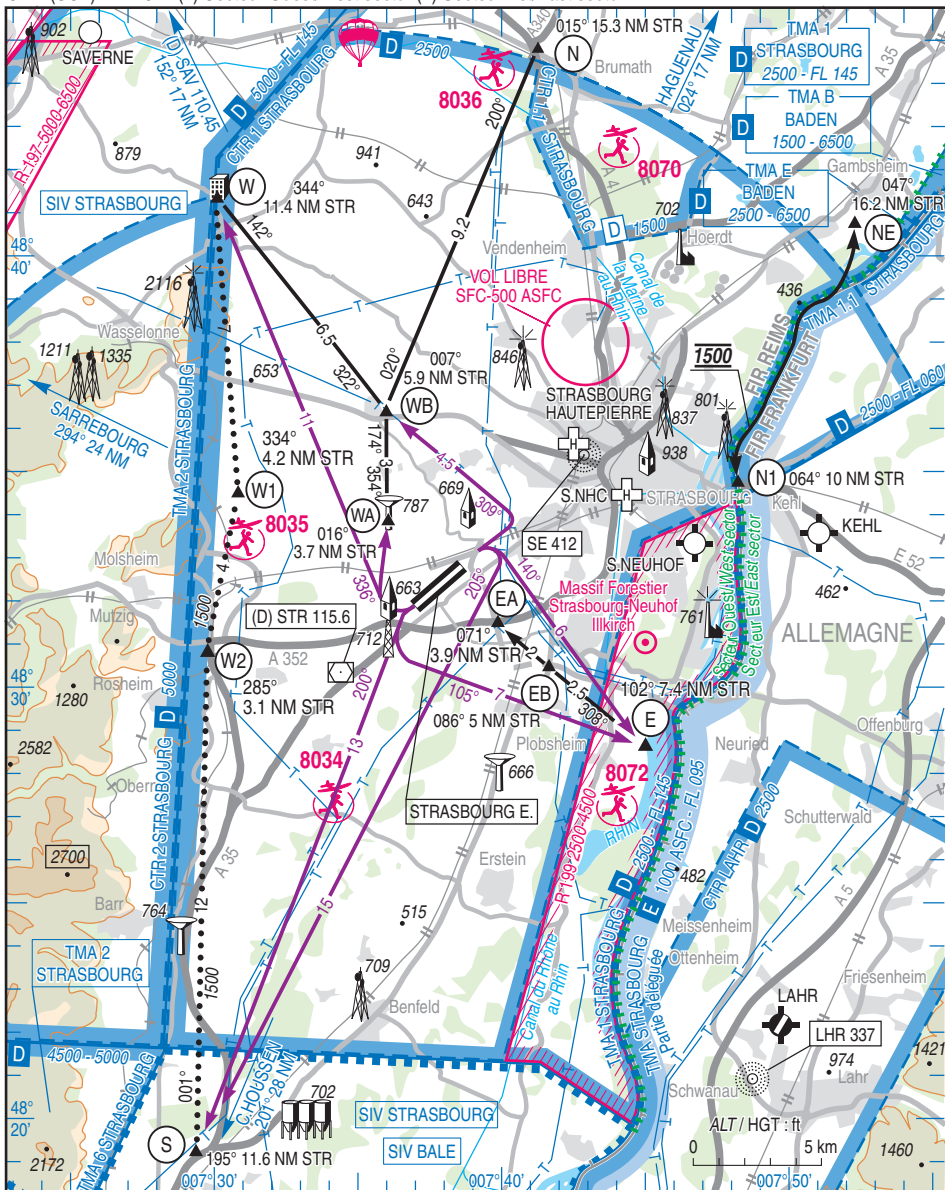 902
SAVERNE
(D) SAV 110.45
152° 17 NM
5000 - FL 145
CTR 1 STRASBOURG
D
D
2500
015° 15.3 NM STR
N
A 340
Brumath
8036
HAGUENAU
024° 17 NM
D
TMA 1
STRASBOURG
2500 - FL 145
A 35
TMA B
BADEN
1500 - 6500
D
TMA E
BADEN
2500 - 6500
D
Gambsheim
047°
16.2 NM STR
NE
R-197-5000-6500
879
941
643
200°
9.2
CTR 1.1 STRASBOURG
A 4
8070
702
D
D
1500
Hoerdt
SIV STRASBOURG
W
344°
11.4 NM STR
142°
48°
40'
Vendenheim
VOL LIBRE
SFC-500 ASFC
Canal de
la Marne
au Rhin
436
TMA 1.1
STRASBOURG
2116
Wasselonne
1211
1335
653
6.5
322°
020°
007°
5.9 NM STR
WB
846
1500
FIR REIMS
FIR FRANKFURT
D
2500 - FL 060
STRASBOURG
HAUTEPIERRE
H
837
801
938
SARREBOURG
294° 24 NM
TMA 2 STRASBOURG
7
11
174°
3
354°
4.5
309°
334°
4.2 NM STR
W1
669
787
WA
016°
3.7 NM STR
S.NHC
H
STRASBOURG
N1
064° 10 NM STR
Kehl
KEHL
E 52
8035
SE 412
S.NEUHOF
Molsheim
4
336°
663
205°
140°
Massif Forestier
Strasbourg-Neuhof
Illkirch
462
Secteur Ouest/West sector
Secteur Est/East sector
Mutzig
1500
(D) STR 115.6
712
EA
071°
3.9 NM STR
6
2
761
ALLEMAGNE
A 352
W2
285°
3.1 NM STR
48°
30'
Rosheim
1280
200°
105°
7
EB
086° 5 NM STR
2.5
308°
102° 7.4 NM STR
E
Offenburg
D
5000
2582
Obern
13
8034
Plobsheim
666
8072
Neuried
STRASBOURG E.
Schutterwald
RHIN
CTR 2 STRASBOURG
A 35
2700
Barr
764
12
15
Erstein
R 199-2500-4500
D
2500 - FL 145
E
1000 ASFC - FL 095
CTR LAHR
D
2500
482
A 5
515
Meissenheim
Ottenheim
TMA 2
STRASBOURG
1500
709
Benfeld
Canal du Rhône
au Rhin
TMA 1 STRASBOURG
TMA STRASBOURG
Partie déléguée
Friesenheim
LAHR
LHR 337
D
4500 - 5000
974
Lahr
1421
Schwanau
001°
C.HOUSSEN
201° 28 NM
702
SIV STRASBOURG
SIV BALE
48°
20'
ALT / HGT : ft
0
5 km
TMA 6 STRASBOURG
S
195° 11.6 NM STR
2172
007° 30'
007° 40'
007° 50'
1460